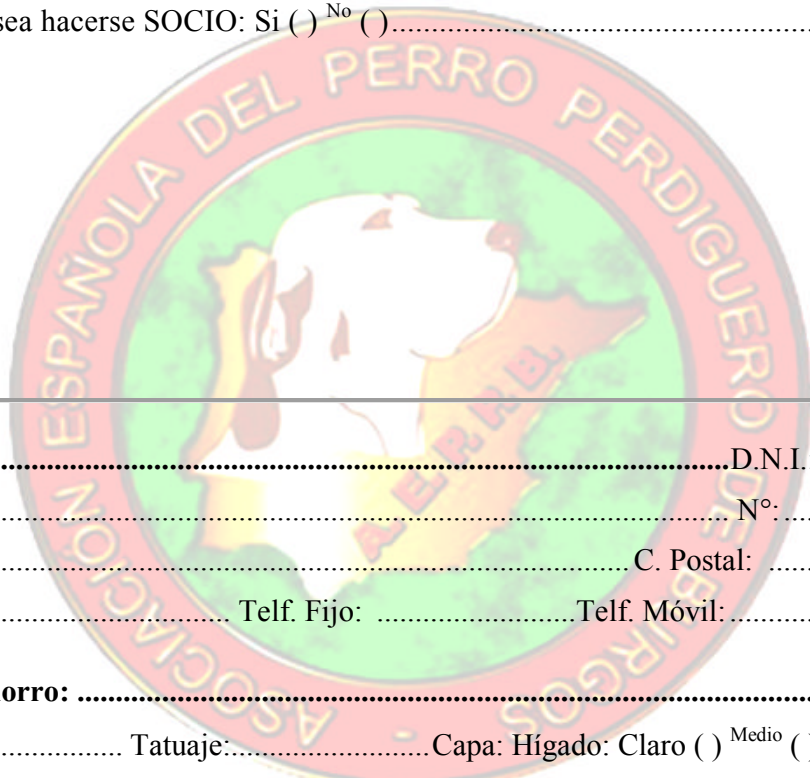 sea hacerse SOCIO: Si ( ) No ( ).....................................................
ASOCIACIÓN ESPAÑOLA DEL PERRO PERDIGUERO DE BURGOS -
A. E. P. P. B.
...............................................................................................D.N.I.
............................................................................................... N°:....
..................................................................................C. Postal: ......
.............................. Telf. Fijo: ..........................Telf. Móvil:...........
orro: ................................................................................................
................ Tatuaje:..........................Capa: Hígado: Claro ( ) Medio ( )